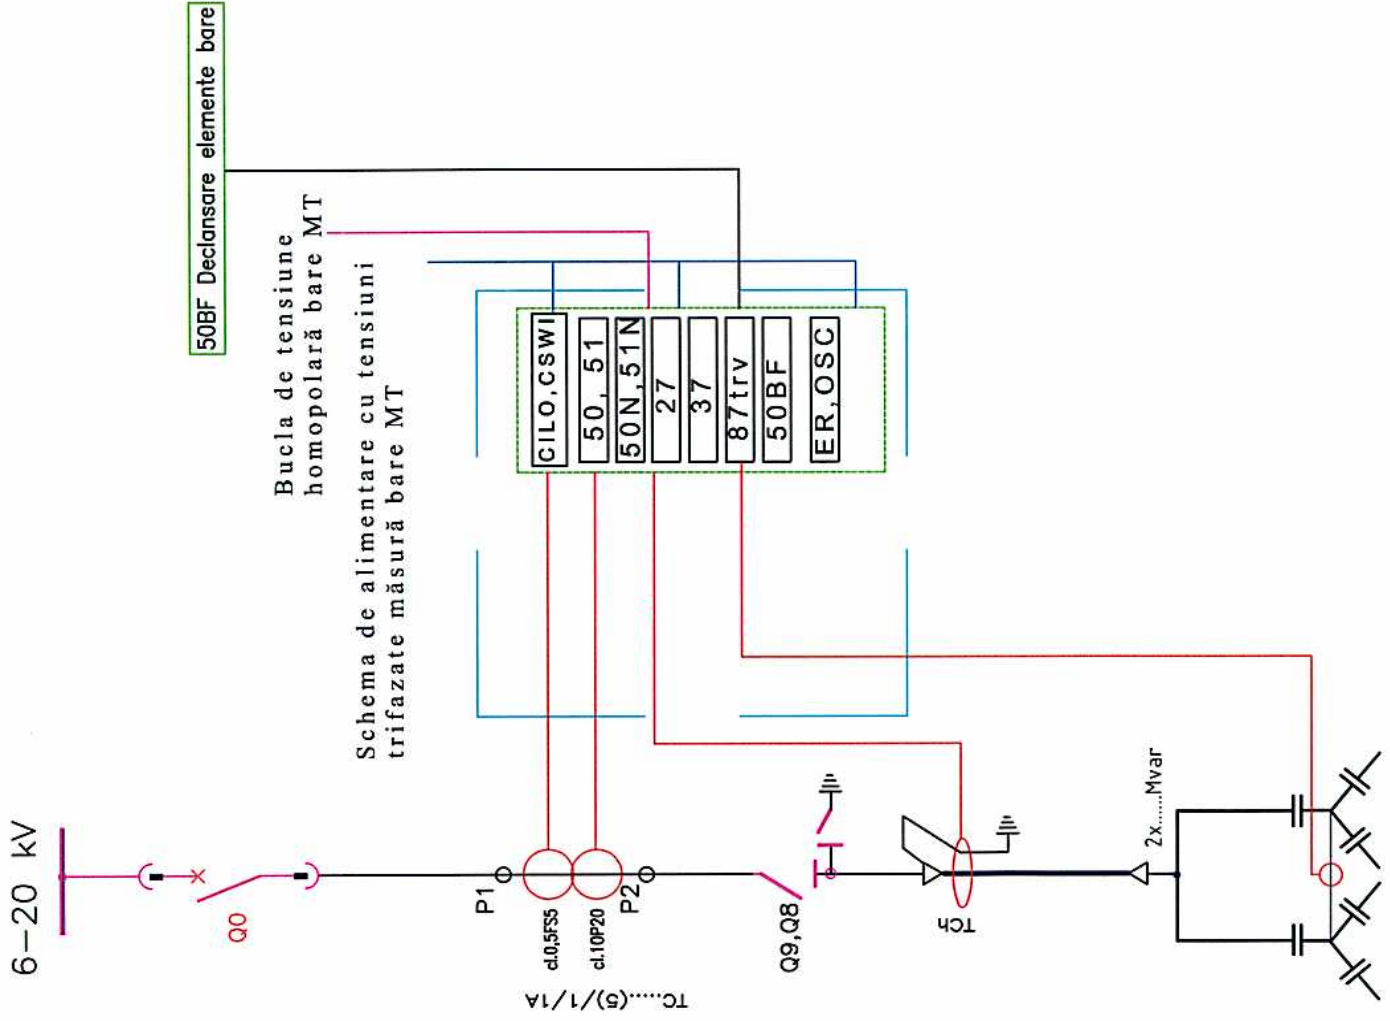 50BF Declansare elemente bare
Bucla de tensiune
homopolară bare MT
Schema de alimentare cu tensiuni
trifazate măsură bare MT
6-20 kV
Q0
P1
cl.0,5FS5
cl.10P20
P2
TC.....(5)/1/1A
CILO,CSWI
50, 51
50N,51N
27
37
87trv
50BF
ER,OSC
Q9,Q8
TCh
2x......Mvar